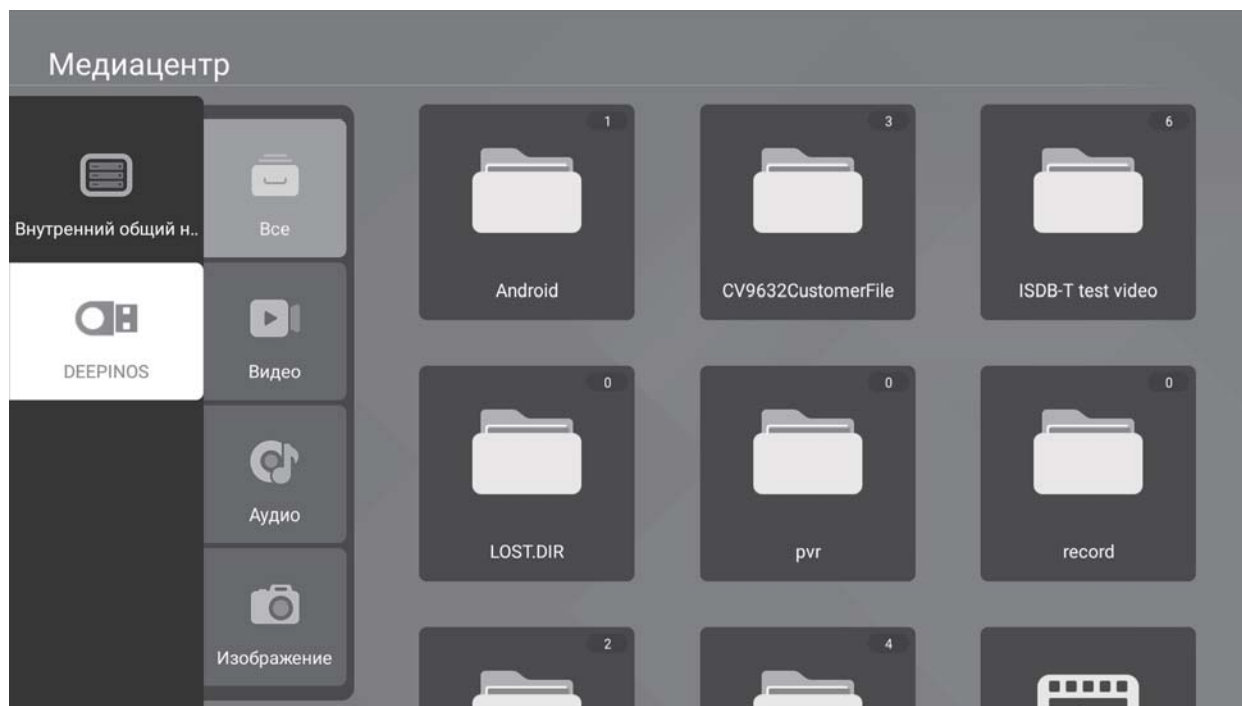 Медиацентр
Внутренний общий н..
DEEPINOS
Все
Видео
Аудио
Изображение
1
Android
3
CV9632CustomerFile
6
ISDB-T test video
0
LOST.DIR
0
pvr
0
record
2
4